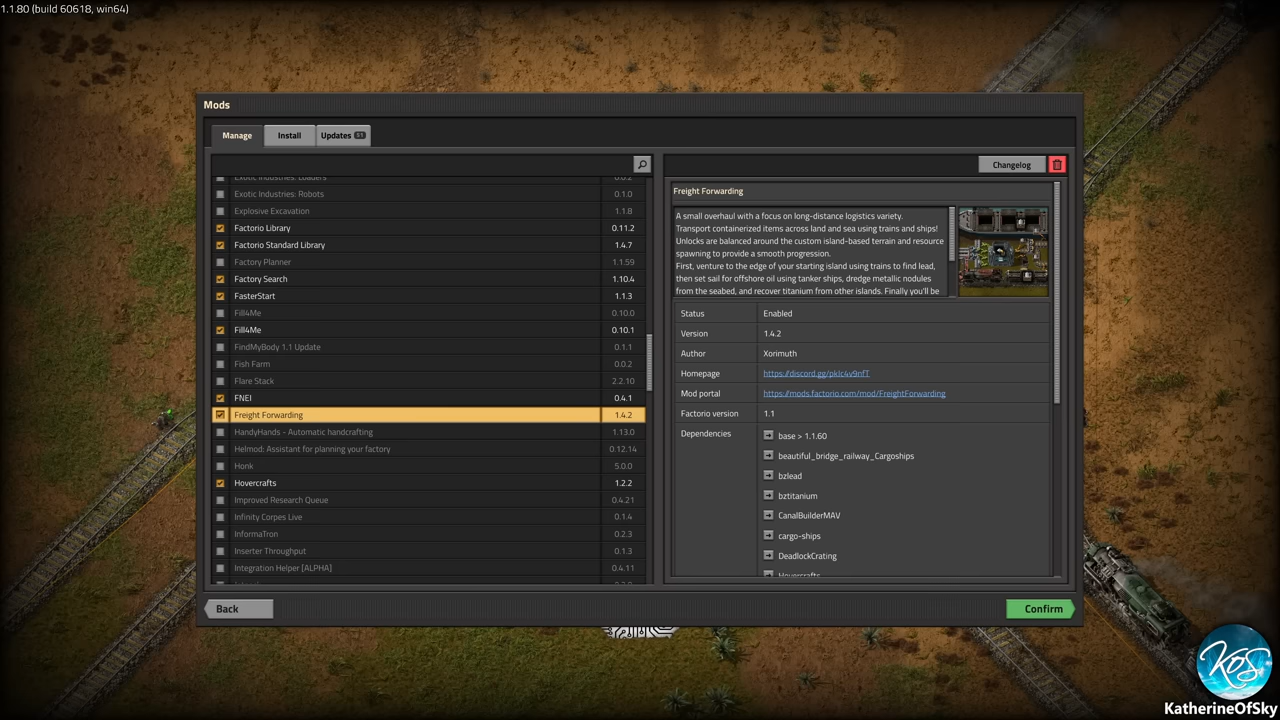 1.1.80 (build 60618, win64)
Mods
Manage Install Updates 51
Changelog
Exotic Industries: Loaders 0.0.2
Exotic Industries: Robots 0.1.0
Explosive Excavation 1.1.8
Factorio Library 0.11.2
Factorio Standard Library 1.4.7
Factory Planner 1.1.59
Factory Search 1.10.4
FasterStart 1.1.3
Fill4Me 0.10.0
Fill4Me 0.10.1
FindMyBody 1.1 Update 0.1.1
Fish Farm 0.0.2
Flare Stack 2.2.10
FNEI 0.4.1
Freight Forwarding 1.4.2
HandyHands - Automatic handcrafting 1.13.0
Helmod: Assistant for planning your factory 0.12.14
Honk 5.0.0
Hovercrafts 1.2.2
Improved Research Queue 0.4.21
Infinity Corpes Live 0.1.4
InformaTron 0.2.3
Inserter Throughput 0.1.3
Integration Helper [ALPHA] 0.4.11
Freight Forwarding
A small overhaul with a focus on long-distance logistics variety.
Transport containerized items across land and sea using trains and ships!
Unlocks are balanced around the custom island-based terrain and resource
spawning to provide a smooth progression.
First, venture to the edge of your starting island using trains to find lead,
then set sail for offshore oil using tanker ships, dredge metallic nodules
from the seabed, and recover titanium from other islands. Finally you'll be
Status Enabled
Version 1.4.2
Author Xorimuth
Homepage https://discord.gg/pkJc4v9nfT
Mod portal https://mods.factorio.com/mod/FreightForwarding
Factorio version 1.1
Dependencies base > 1.1.60
beautiful_bridge_railway_Cargoships
bzlead
bztitanium
CanalBuilderMAV
cargo-ships
DeadlockCrating
Hovercrafts
Back
Confirm
KOS
KatherineOfSky